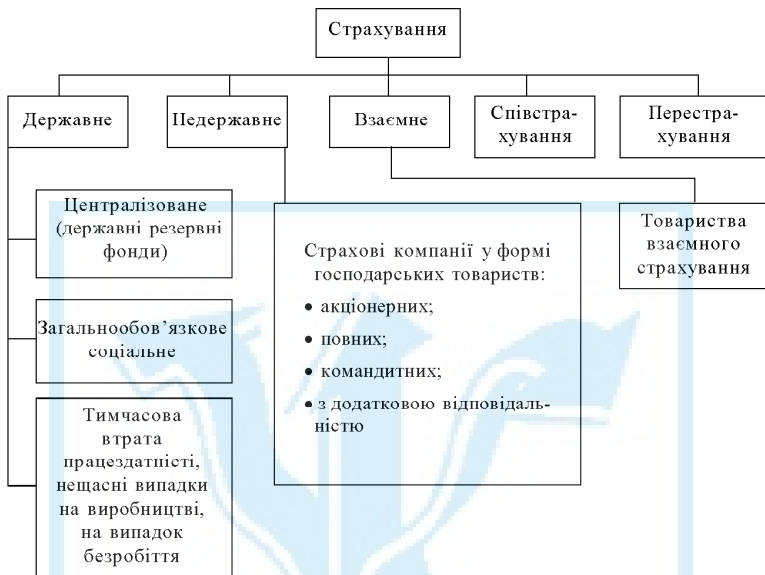 Страхування
Державне
Недержавне
Взаємне
Співстра-
хування
Перестра-
хування
Централізоване
(державні резервні
фонди)
Загальнообов’язкове
соціальне
Тимчасова
втрата
працездатністі,
нещасні випадки
на виробництві,
на випадок
безробіття
Страхові компанії у формі
господарських товариств:
• акціонерних;
• повних;
• командитних;
• з додатковою відповідаль-
ністю
Товариства
взаємного
страхування